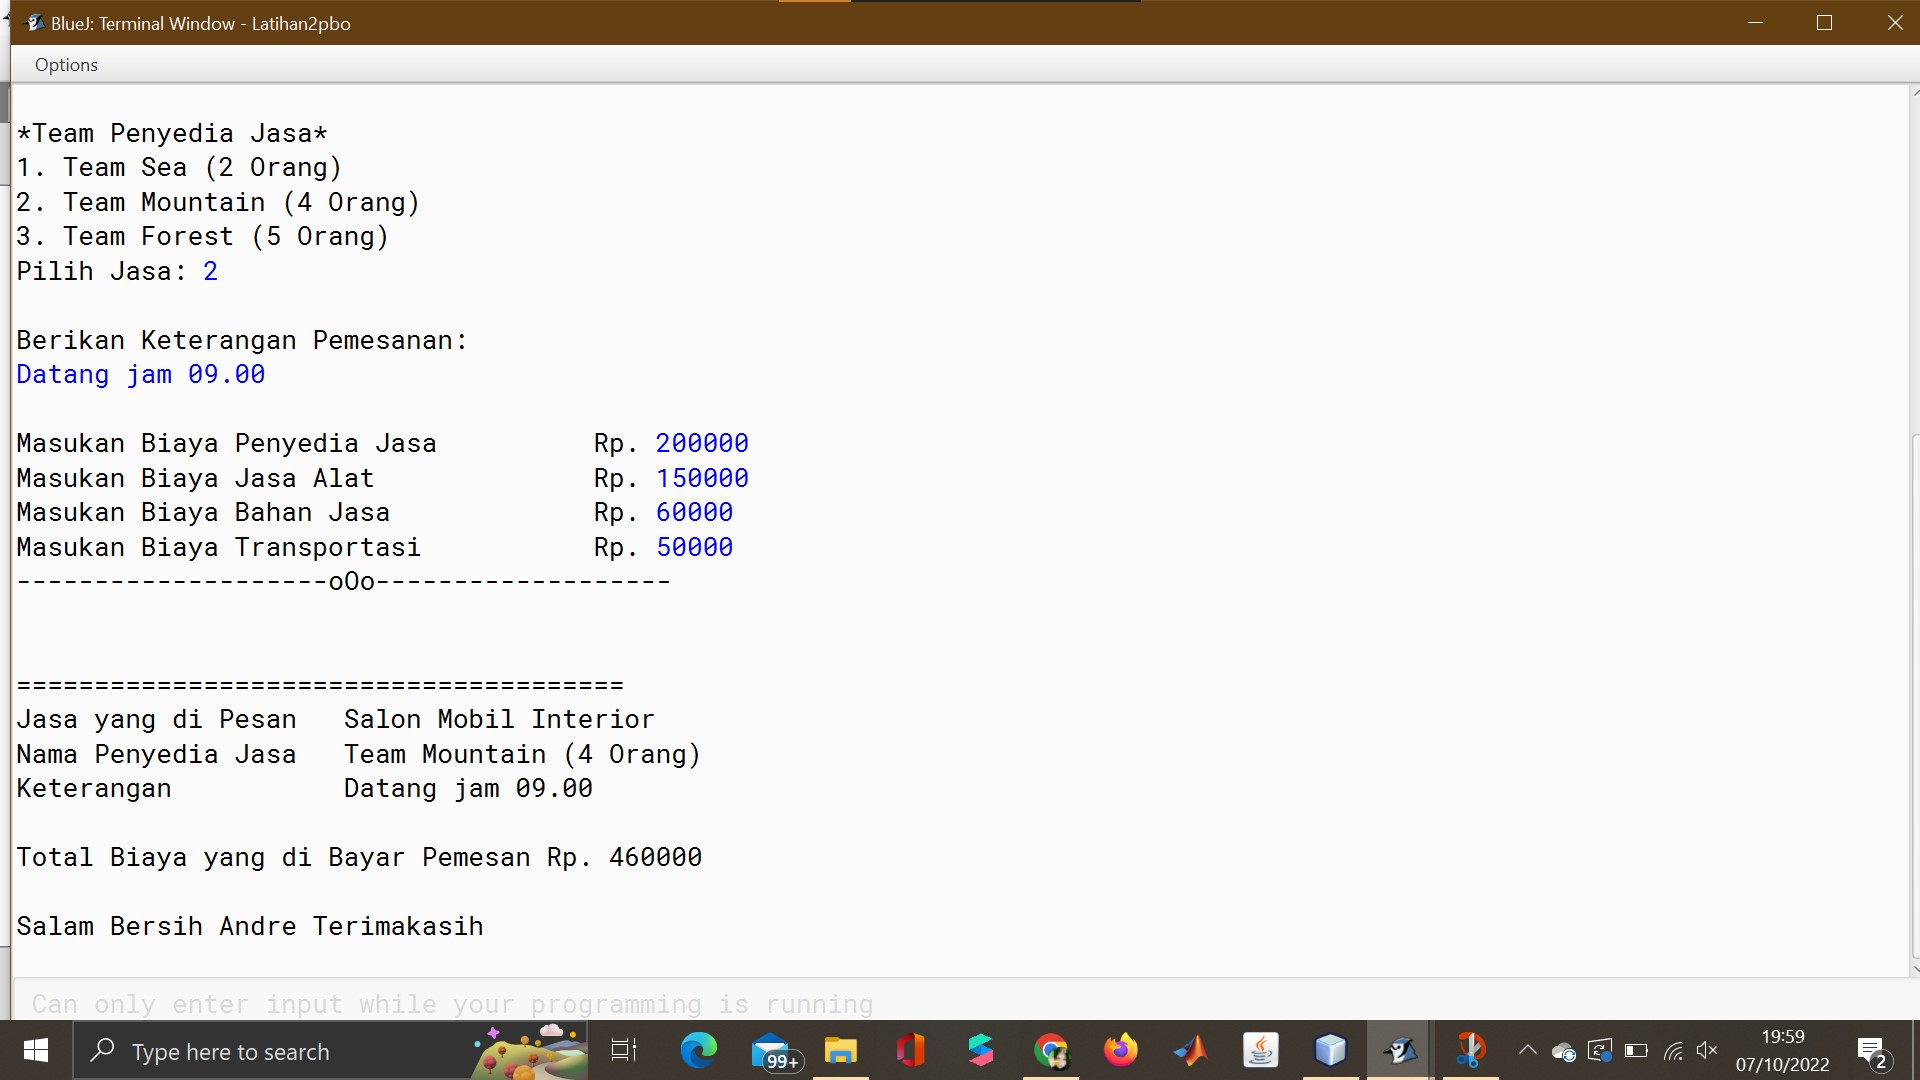 BlueJ: Terminal Window - Latihan2pbo
Options
*Team Penyedia Jasa*
1. Team Sea (2 Orang)
2. Team Mountain (4 Orang)
3. Team Forest (5 Orang)
Pilih Jasa: 2
Berikan Keterangan Pemesanan:
Datang jam 09.00
Masukan Biaya Penyedia Jasa Rp. 200000
Masukan Biaya Jasa Alat Rp. 150000
Masukan Biaya Bahan Jasa Rp. 60000
Masukan Biaya Transportasi Rp. 50000
--------------------oOo-------------------
=======================================
Jasa yang di Pesan Salon Mobil Interior
Nama Penyedia Jasa Team Mountain (4 Orang)
Keterangan Datang jam 09.00
Total Biaya yang di Bayar Pemesan Rp. 460000
Salam Bersih Andre Terimakasih
Can only enter input while your programming is running
Type here to search
99+
19:59
07/10/2022
2